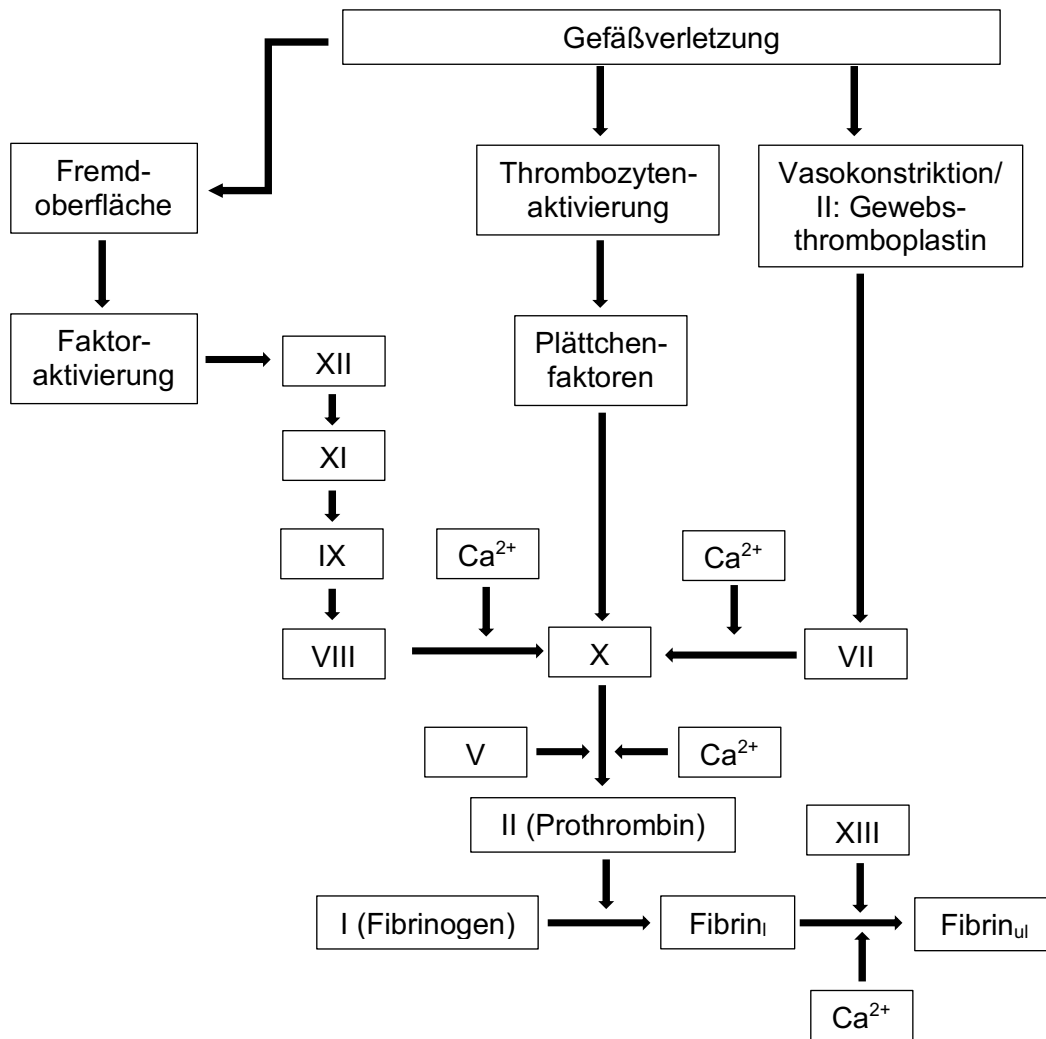 Gefäßverletzung
Fremd-
oberfläche
Thrombozyten-
aktivierung
Vasokonstriktion/
II: Gewebs-
thromboplastin
Faktor-
aktivierung
XII
Plättchen-
faktoren
XI
IX
Ca²⁺
Ca²⁺
VIII
X
VII
V
Ca²⁺
II (Prothrombin)
XIII
I (Fibrinogen)
Fibrinₗ
Fibrinᵤₗ
Ca²⁺